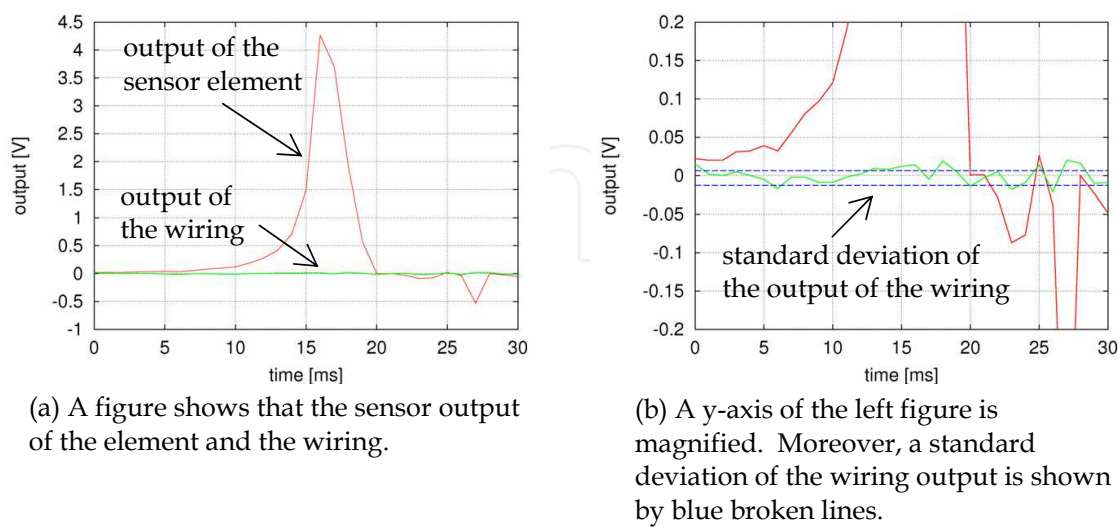 4.5
4
3.5
3
2.5
2
1.5
1
0.5
0
-0.5
-1
output [V]
output of the
sensor element
output of
the wiring
0 5 10 15 20 25 30
time [ms]
(a) A figure shows that the sensor output
of the element and the wiring.
0.2
0.15
0.1
0.05
0
-0.05
-0.1
-0.15
-0.2
output [V]
standard deviation of
the output of the wiring
0 5 10 15 20 25 30
time [ms]
(b) A y-axis of the left figure is
magnified. Moreover, a standard
deviation of the wiring output is shown
by blue broken lines.